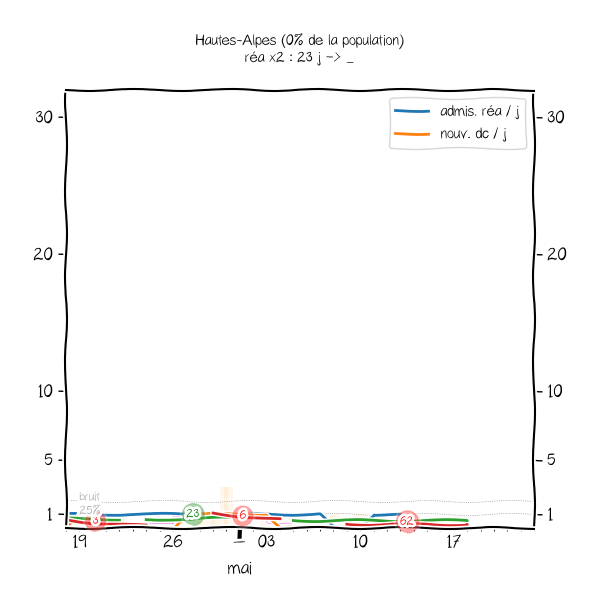 Hautes-Alpes (0% de la population)
réa x2 : 23 j -> _
admis. réa / j
nouv. dc / j
30 30
20 20
10 10
5 5
1 1
bruit
25%
23
6
62
19 26 1 03 10 17
mai